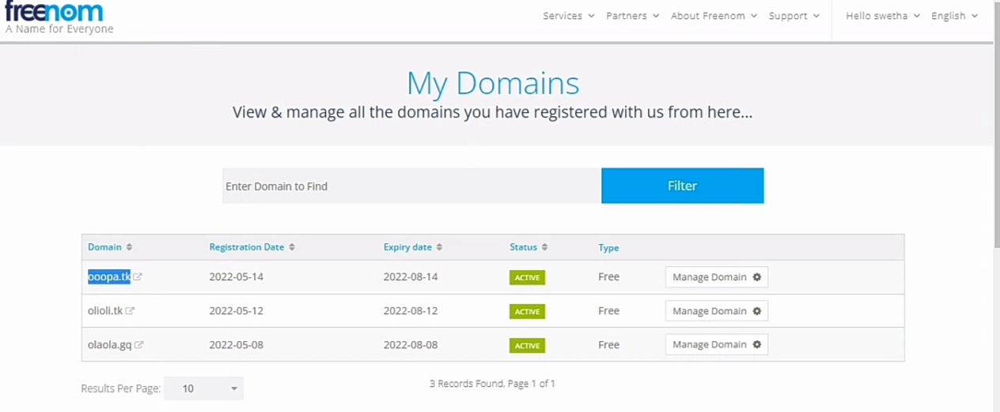 freenom
A Name for Everyone
Services Partners About Freenom Support Hello swetha English
My Domains
View & manage all the domains you have registered with us from here...
Enter Domain to Find Filter
Domain Registration Date Expiry date Status Type
ooopa.tk 2022-05-14 2022-08-14 ACTIVE Free Manage Domain
olioli.tk 2022-05-12 2022-08-12 ACTIVE Free Manage Domain
olaola.gq 2022-05-08 2022-08-08 ACTIVE Free Manage Domain
Results Per Page: 10 3 Records Found, Page 1 of 1